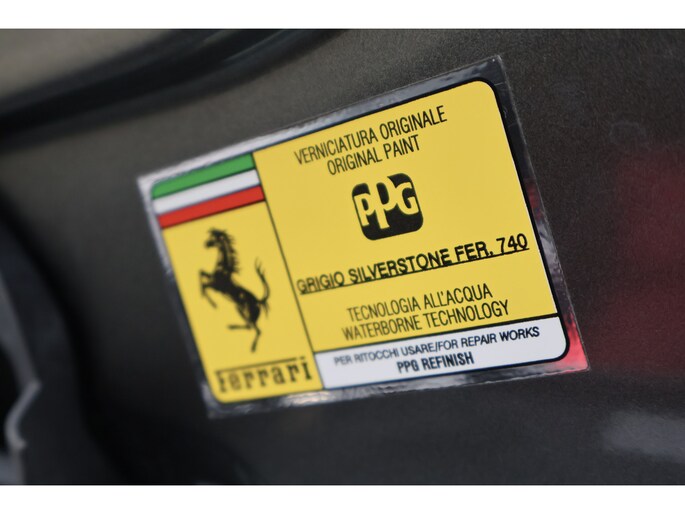 VERNICIATURA ORIGINALE
ORIGINAL PAINT
PPG
GRIGIO SILVERSTONE FER. 740
TECNOLOGIA ALL'ACQUA
WATERBORNE TECHNOLOGY
PER RITOCCHI USARE/FOR REPAIR WORKS
PPG REFINISH
Ferrari